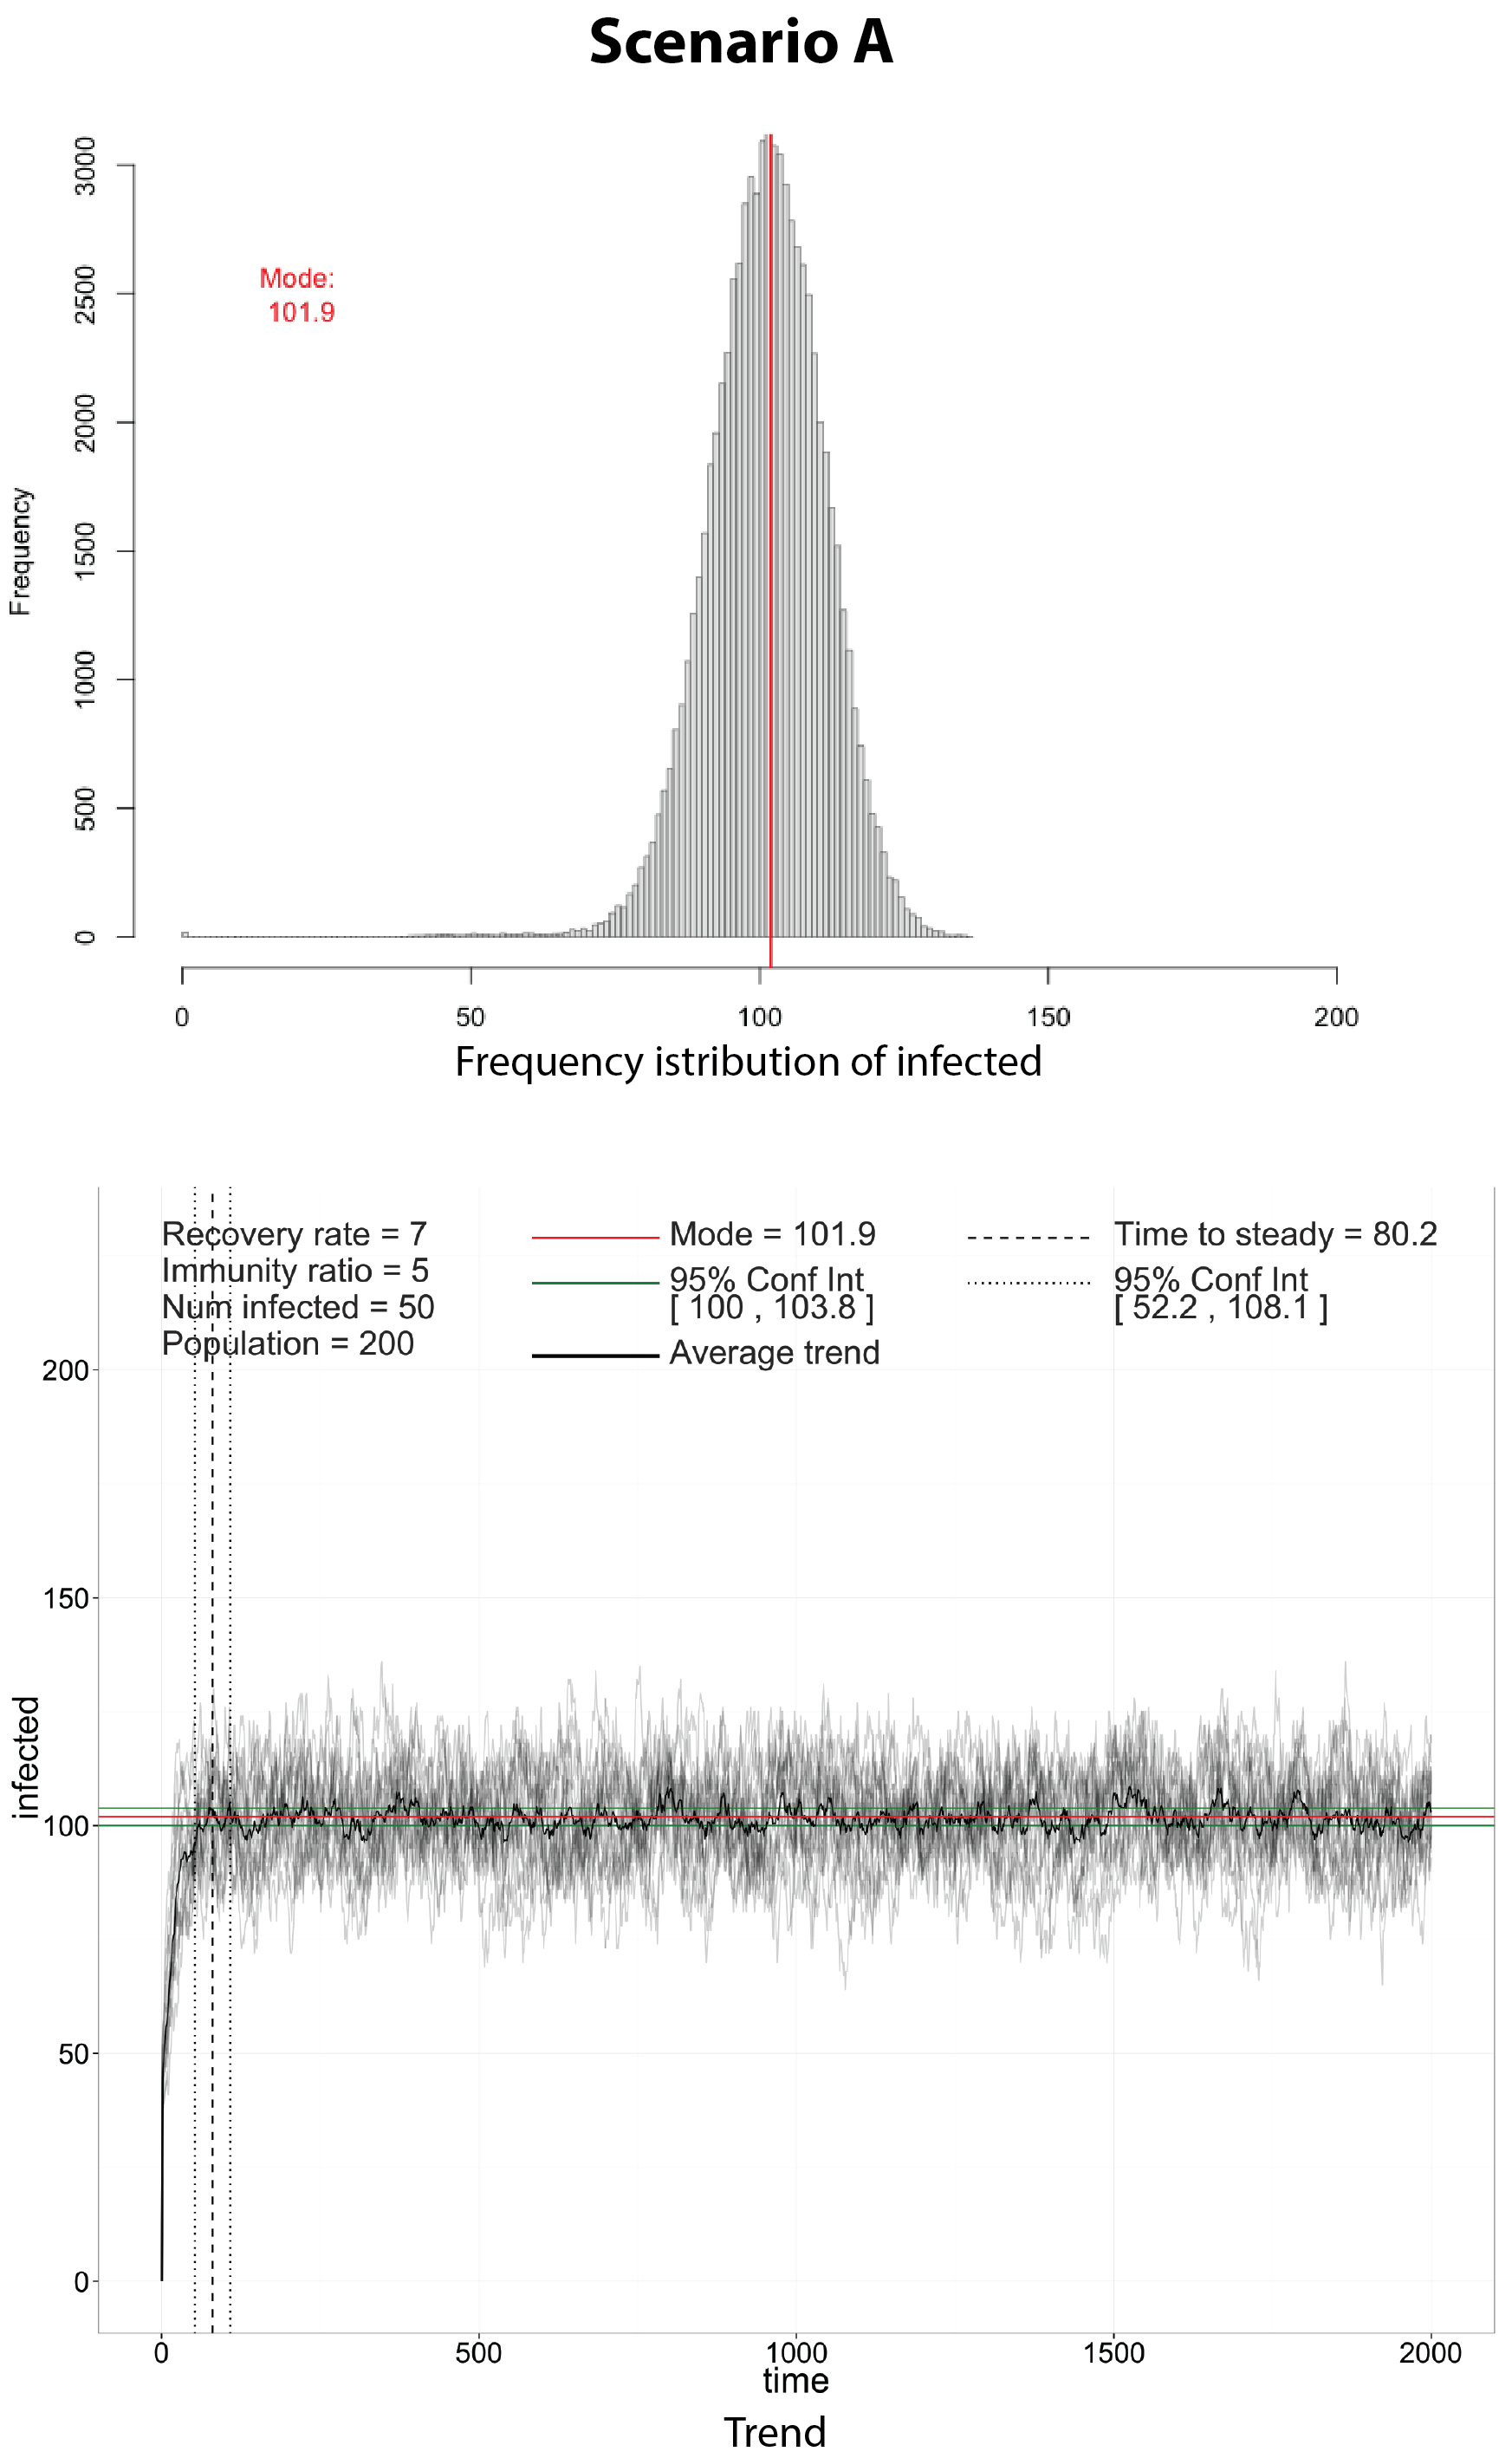 Scenario A
3000
2500
2000
1500
1000
500
0
Frequency
Mode:
101.9
0 50 100 150 200
Frequency istribution of infected
Recovery rate = 7
Immunity ratio = 5
Num infected = 50
Population = 200
Mode = 101.9
95% Conf Int
[ 100 , 103.8 ]
Average trend
Time to steady = 80.2
95% Conf Int
[ 52.2 , 108.1 ]
200
150
100
50
0
infected
0 500 1000 1500 2000
time
Trend